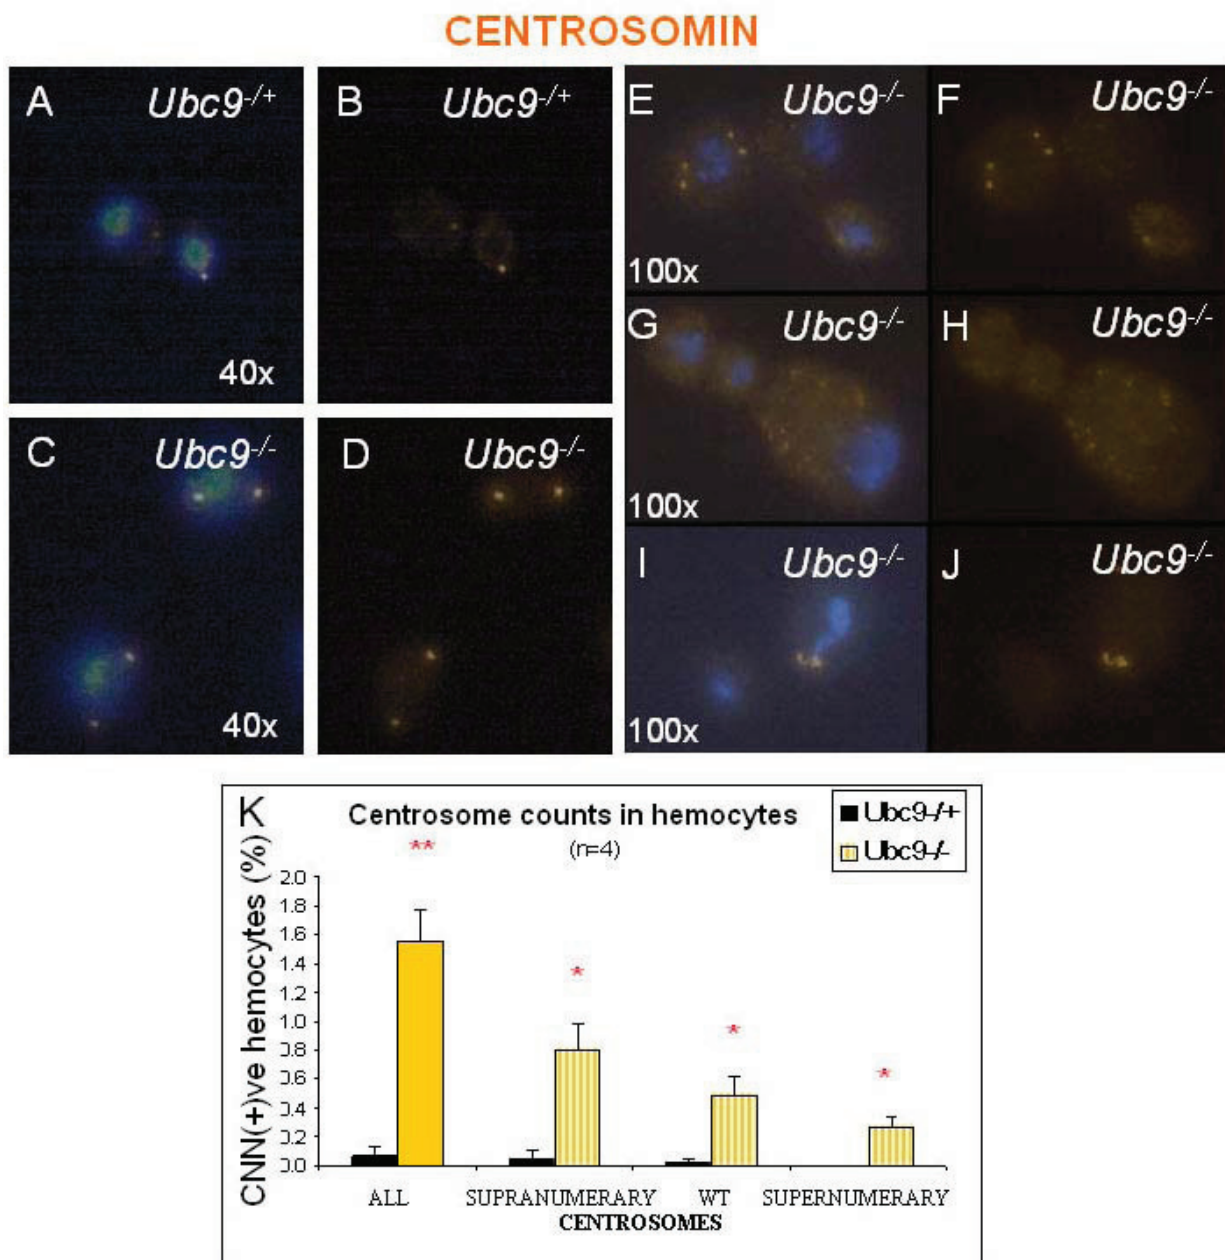 CENTROSOMIN
A Ubc9-/+
40x
B Ubc9-/+
C Ubc9-/-
40x
D Ubc9-/-
E Ubc9-/-
100x
F Ubc9-/-
G Ubc9-/-
100x
H Ubc9-/-
I Ubc9-/-
100x
J Ubc9-/-
K Centrosome counts in hemocytes
(n=4)
Ubc9-/+
Ubc9-/-
CNN(+)ve hemocytes (%)
2.0
1.8
1.6
1.4
1.2
1.0
0.8
0.6
0.4
0.2
0.0
**
*
*
*
ALL SUPRANUMERARY WT SUPERNUMERARY
CENTROSOMES